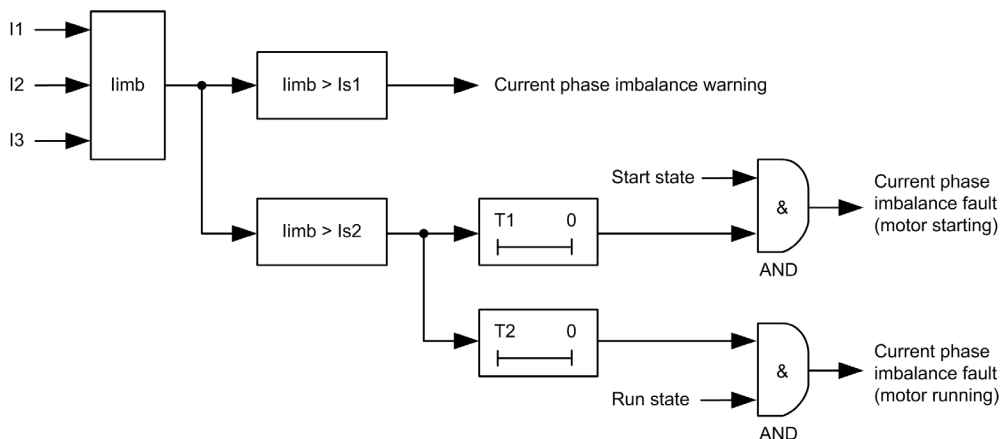 I1
I2
I3
Iimb
Iimb > Is1
Current phase imbalance warning
Iimb > Is2
T1 0
Start state
&
AND
Current phase
imbalance fault
(motor starting)
T2 0
Run state
&
AND
Current phase
imbalance fault
(motor running)